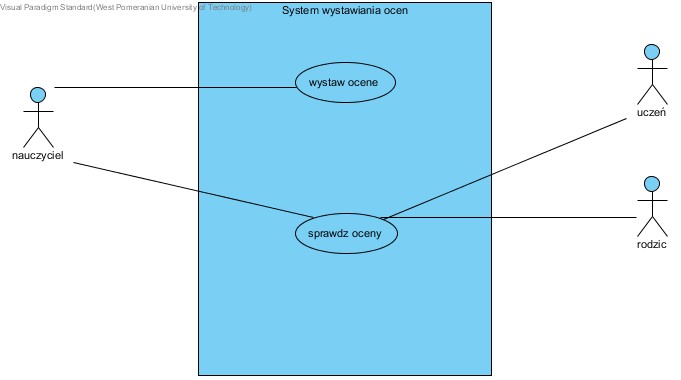 Visual Paradigm Standard(West Pomeranian University of Technology)
System wystawiania ocen
wystaw ocene
uczeń
nauczyciel
sprawdz oceny
rodzic